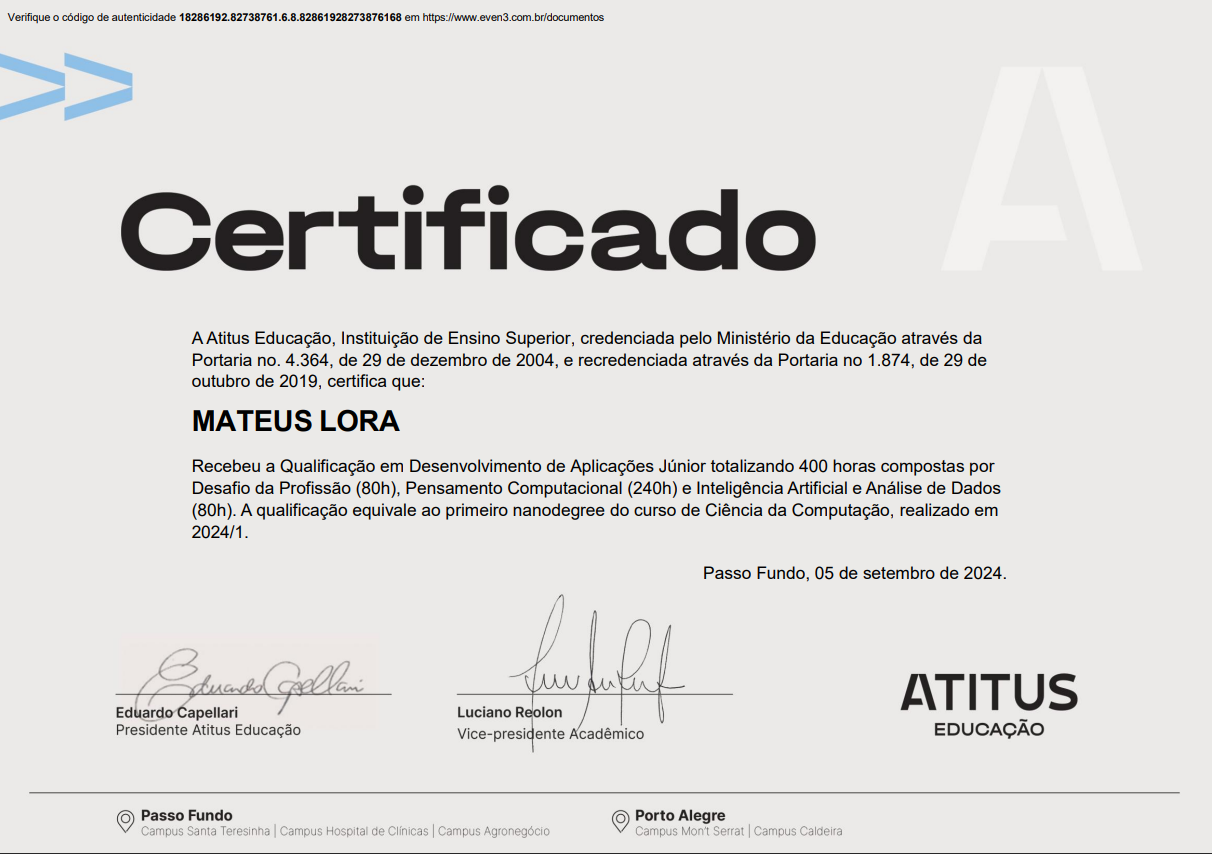 Verifique o código de autenticidade 18286192.82738761.6.8.82861928273876168 em https://www.even3.com.br/documentos
Certificado
A Atitus Educação, Instituição de Ensino Superior, credenciada pelo Ministério da Educação através da
Portaria no. 4.364, de 29 de dezembro de 2004, e recredenciada através da Portaria no 1.874, de 29 de
outubro de 2019, certifica que:
MATEUS LORA
Recebeu a Qualificação em Desenvolvimento de Aplicações Júnior totalizando 400 horas compostas por
Desafio da Profissão (80h), Pensamento Computacional (240h) e Inteligência Artificial e Análise de Dados
(80h). A qualificação equivale ao primeiro nanodegree do curso de Ciência da Computação, realizado em
2024/1.
Passo Fundo, 05 de setembro de 2024.
Eduardo Capellari
Eduardo Capellari
Presidente Atitus Educação
Luciano Reolon
Vice-presidente Acadêmico
ATITUS
EDUCAÇÃO
Passo Fundo
Campus Santa Teresinha | Campus Hospital de Clínicas | Campus Agronegócio
Porto Alegre
Campus Mon't Serrat | Campus Caldeira